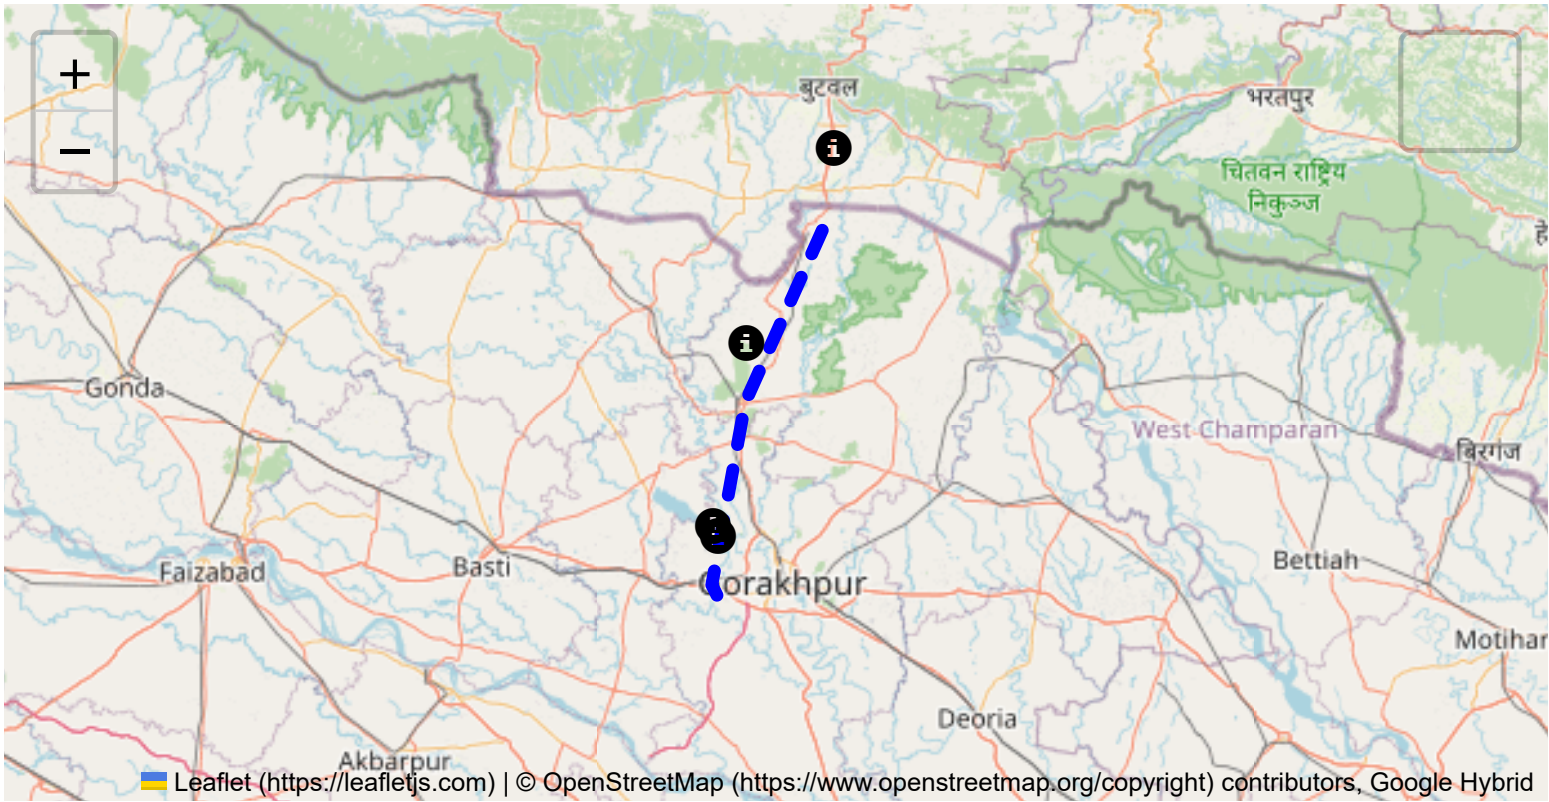 +
बुटवल
भरतपुर
i
−
चितवन राष्ट्रिय
निकुञ्ज
i
Gonda
West Champaran
बिरगंज
Faizabad
Basti
Gorakhpur
Bettiah
Motihar
Deoria
Akbarpur
Leaflet (https://leafletjs.com) | © OpenStreetMap (https://www.openstreetmap.org/copyright) contributors, Google Hybrid